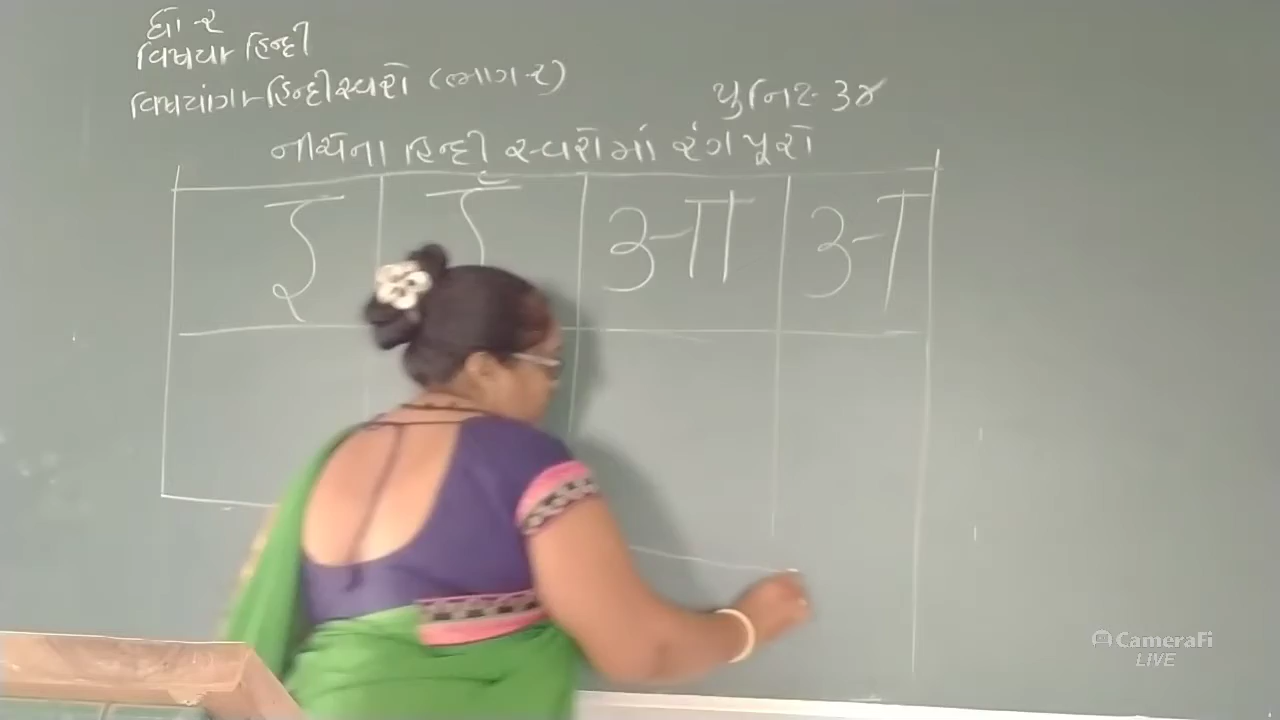 ધો-૨
વિષય- હિન્દી
વિષયાંગ- હિન્દી સ્વરો (ભાગ-૨)
યુનિટ- ૩૪
નીચેના હિન્દી સ્વરોમાં રંગ પૂરો
इ
आ
अ
CameraFi
LIVE